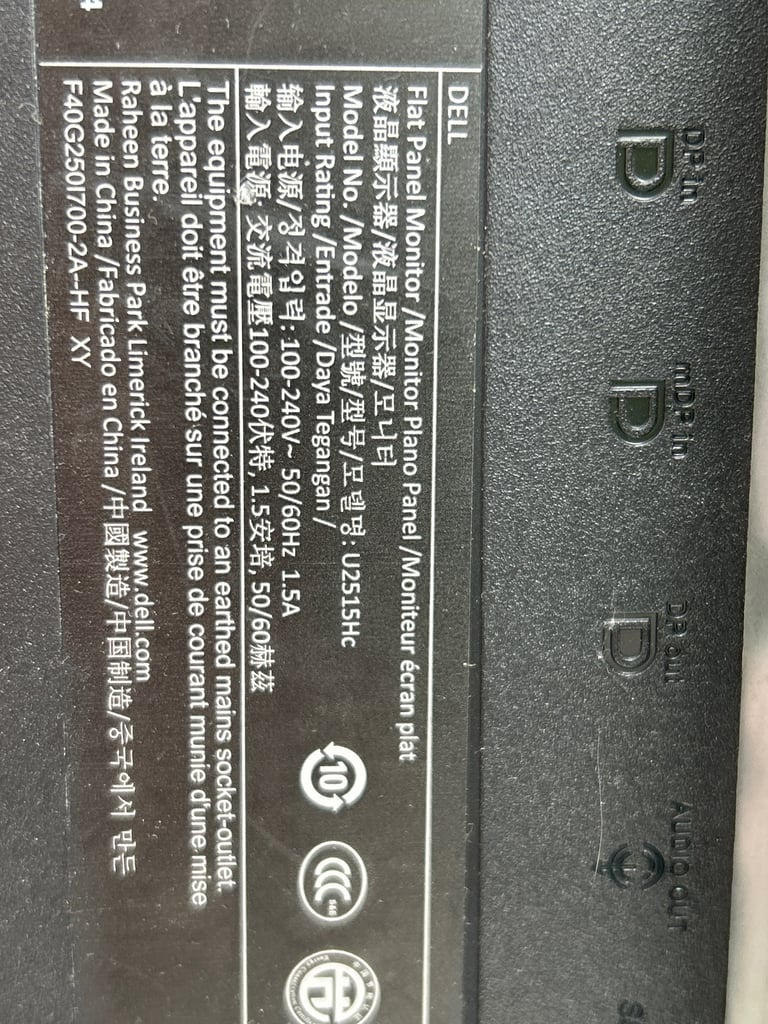 DP in
mDP in
DP out
AUDIO OUT
DELL
Flat Panel Monitor /Monitor Plano Panel /Moniteur écran plat
液晶顯示器/液晶显示器/모니터
Model No. /Modelo /型號/型号/모델명: U2515Hc
Input Rating /Entrade /Daya Tegangan /
输入电源/정격입력: 100-240V~ 50/60Hz 1.5A
輸入電源, 交流電壓100-240伏特, 1.5安培, 50/60赫茲
10
The equipment must be connected to an earthed mains socket-outlet.
L'appareil doit être branché sur une prise de courant munie d'une mise
à la terre.
Raheen Business Park Limerick Ireland www.dell.com
Made in China /Fabricado en China /中國製造/中国制造/중국에서 만든
F40G250I700-2A--HF XY